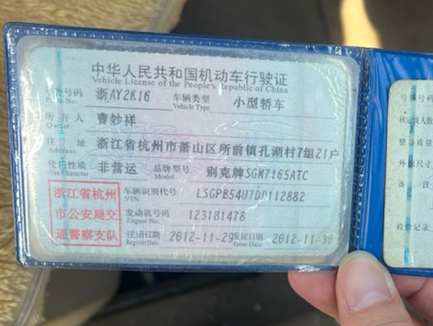 中华人民共和国机动车行驶证
Vehicle License of the People's Republic of China
号牌号码 浙AY2K16 车辆类型 小型轿车
Vehicle Type
所有人 曹妙祥
Owner
住址 浙江省杭州市萧山区所前镇孔湖村7组21户
Address
使用性质 非营运 品牌型号 别克牌SGM7165ATC
Use Character Model
浙江省杭州 车辆识别代号 LSGPB54U7DD112882
VIN
市公安局交 发动机号码 123181478
Engine No.
通警察支队 注册日期 2012-11-29 2012-11-30
Register Date